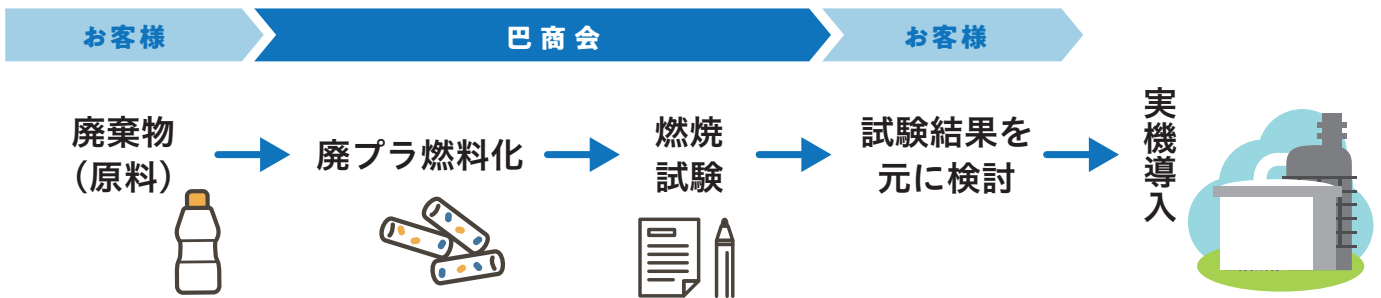 お客様
巴商会
お客様
廃棄物
（原料）
廃プラ燃料化
燃焼
試験
試験結果を
元に検討
実機導入